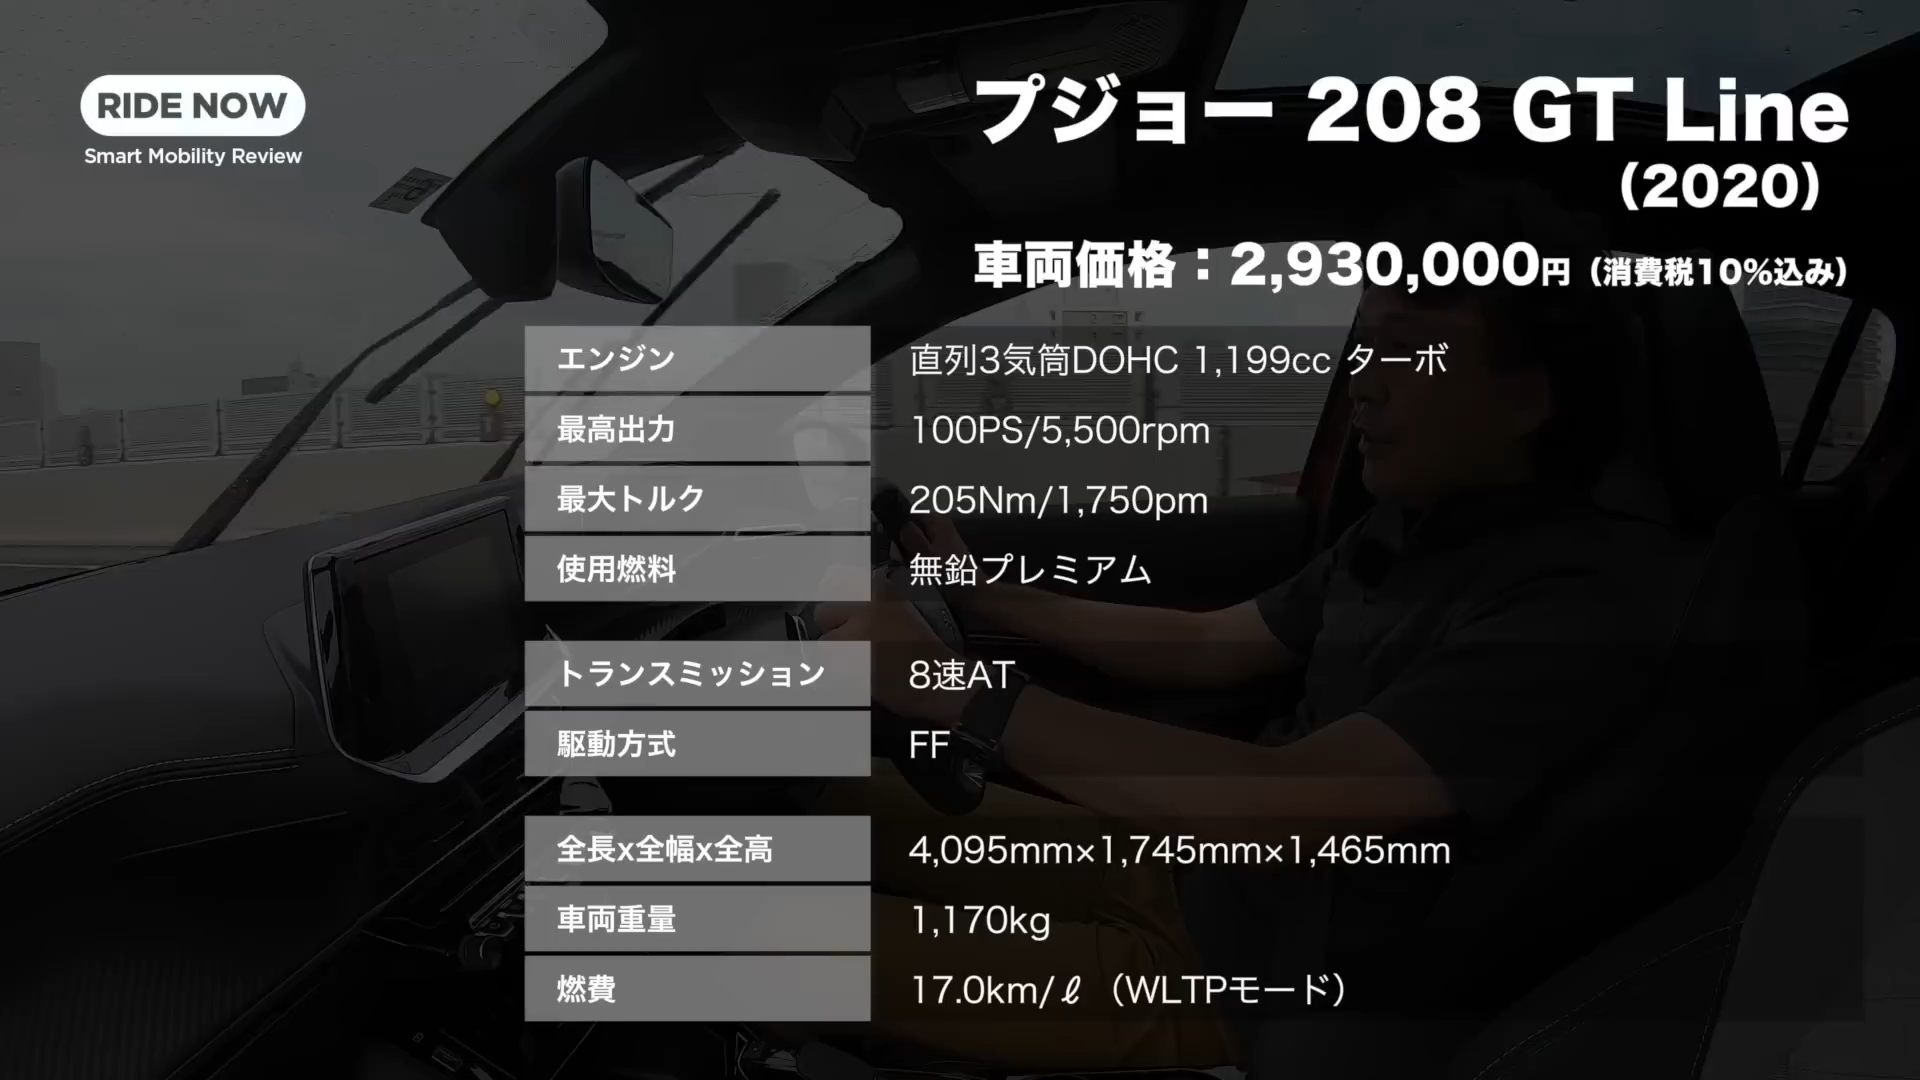 RIDE NOW
Smart Mobility Review
プジョー 208 GT Line
（2020）
車両価格：2,930,000円（消費税10%込み）
エンジン 直列3気筒DOHC 1,199cc ターボ
最高出力 100PS/5,500rpm
最大トルク 205Nm/1,750pm
使用燃料 無鉛プレミアム
トランスミッション 8速AT
駆動方式 FF
全長x全幅x全高 4,095mm×1,745mm×1,465mm
車両重量 1,170kg
燃費 17.0km/ℓ（WLTPモード）